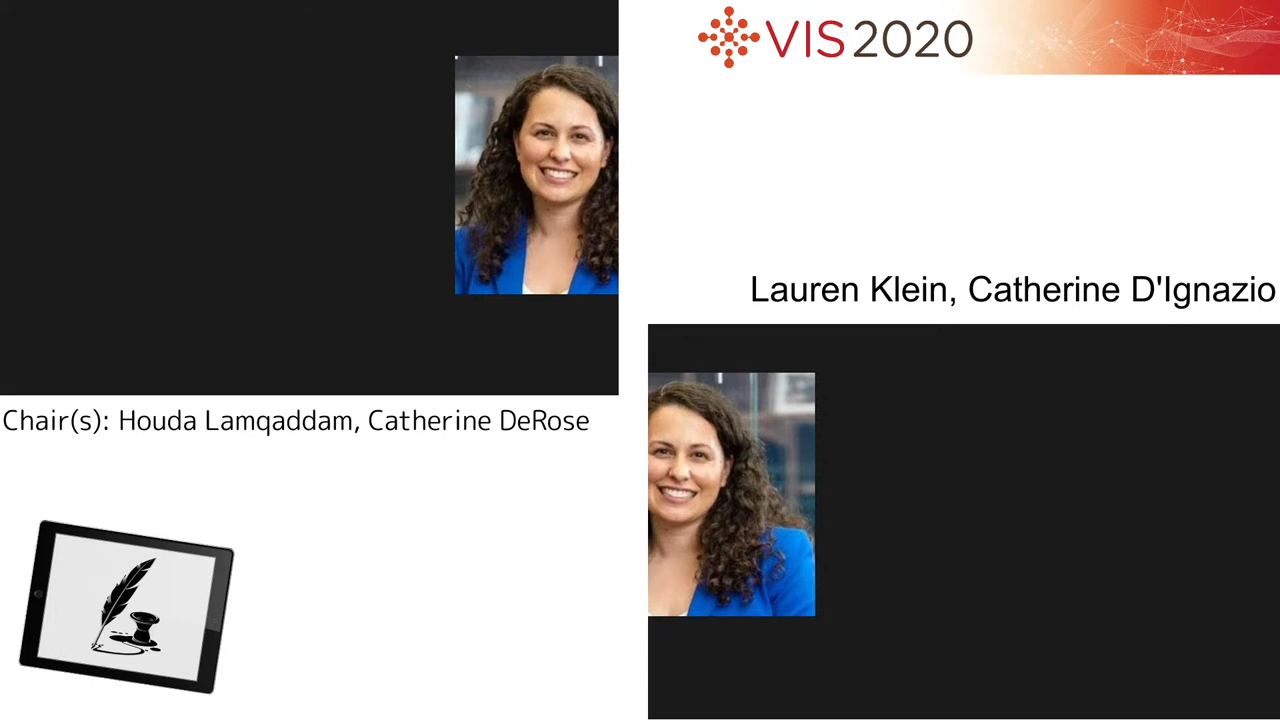 VIS2020
Lauren Klein, Catherine D'Ignazio
Chair(s): Houda Lamqaddam, Catherine DeRose